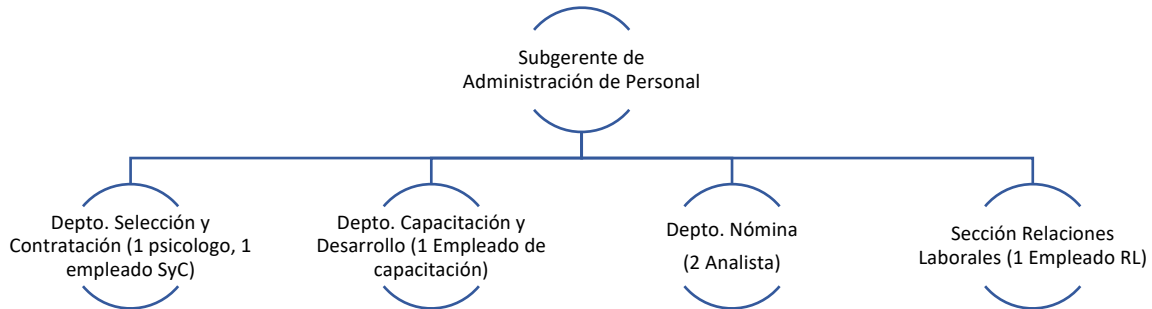 Subgerente de
Administración de Personal
Depto. Selección y
Contratación (1 psicologo, 1
empleado SyC)
Depto. Capacitación y
Desarrollo (1 Empleado de
capacitación)
Depto. Nómina
(2 Analista)
Sección Relaciones
Laborales (1 Empleado RL)